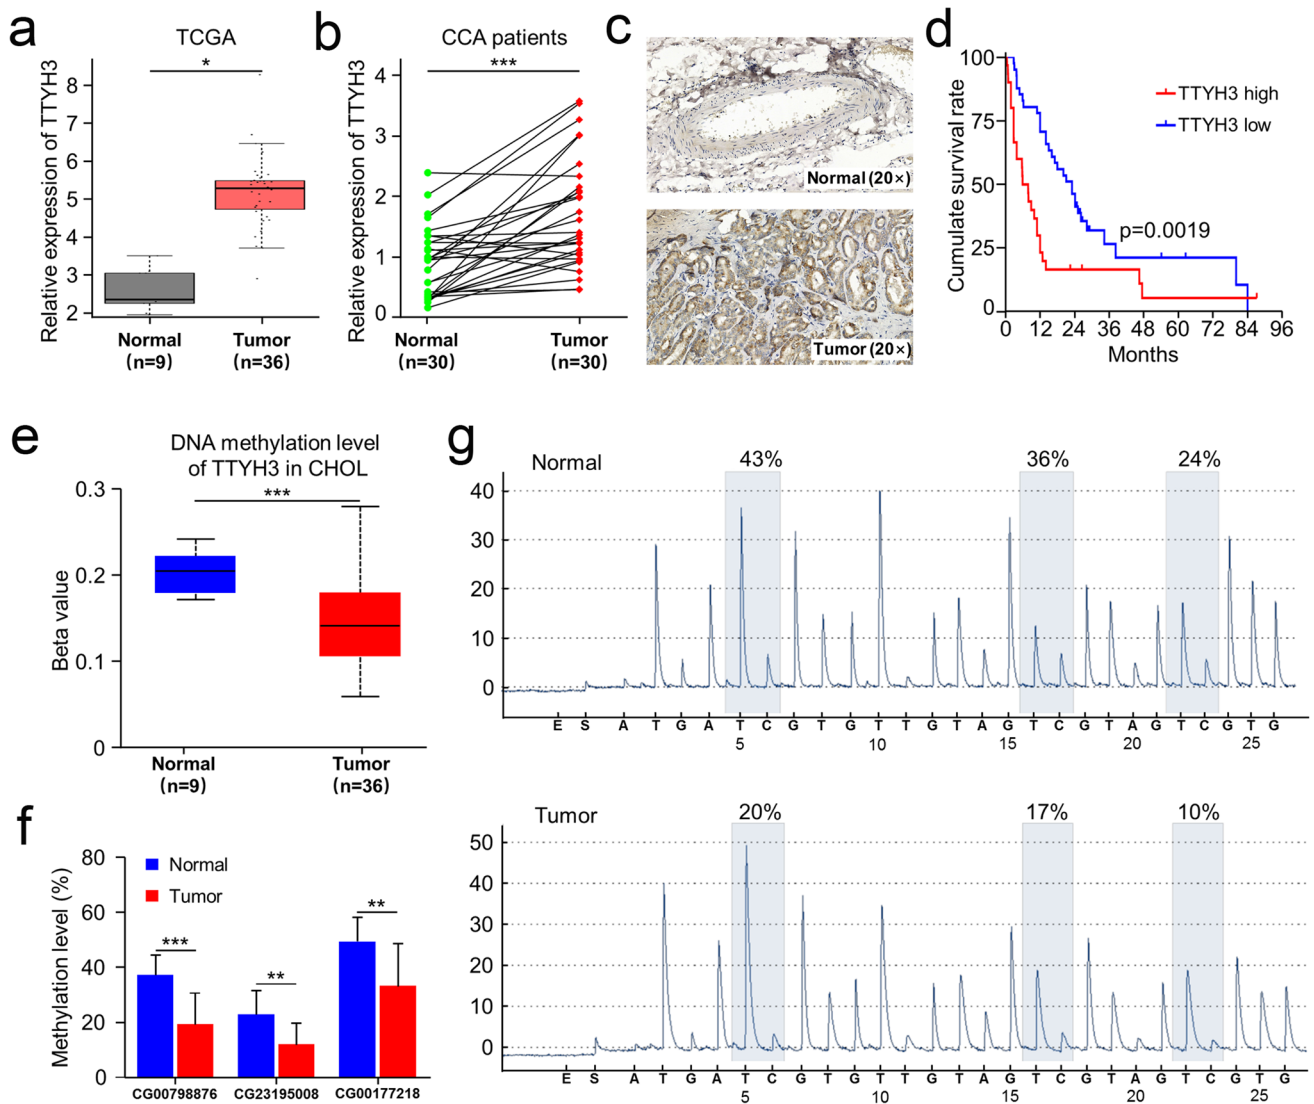 a
TCGA
*
Relative expression of TTYH3
8
7
6
5
4
3
2
Normal
(n=9)
Tumor
(n=36)
b
CCA patients
***
Relative expression of TTYH3
4
3
2
1
0
Normal
(n=30)
Tumor
(n=30)
c
Normal (20×)
Tumor (20×)
d
Cumulate survival rate
100
75
50
25
0
TTYH3 high
TTYH3 low
p=0.0019
0 12 24 36 48 60 72 84 96
Months
e
DNA methylation level
of TTYH3 in CHOL
***
Beta value
0.3
0.2
0.1
0
Normal
(n=9)
Tumor
(n=36)
f
Methylation level (%)
80
60
40
20
0
Normal
Tumor
***
**
**
CG00798876 CG23195008 CG00177218
g
Normal
43% 36% 24%
40
30
20
10
0
E S A T G A T C G T G T T G T A G T C G T A G T C G T G
5 10 15 20 25
Tumor
20% 17% 10%
50
40
30
20
10
0
E S A T G A T C G T G T T G T A G T C G T A G T C G T G
5 10 15 20 25